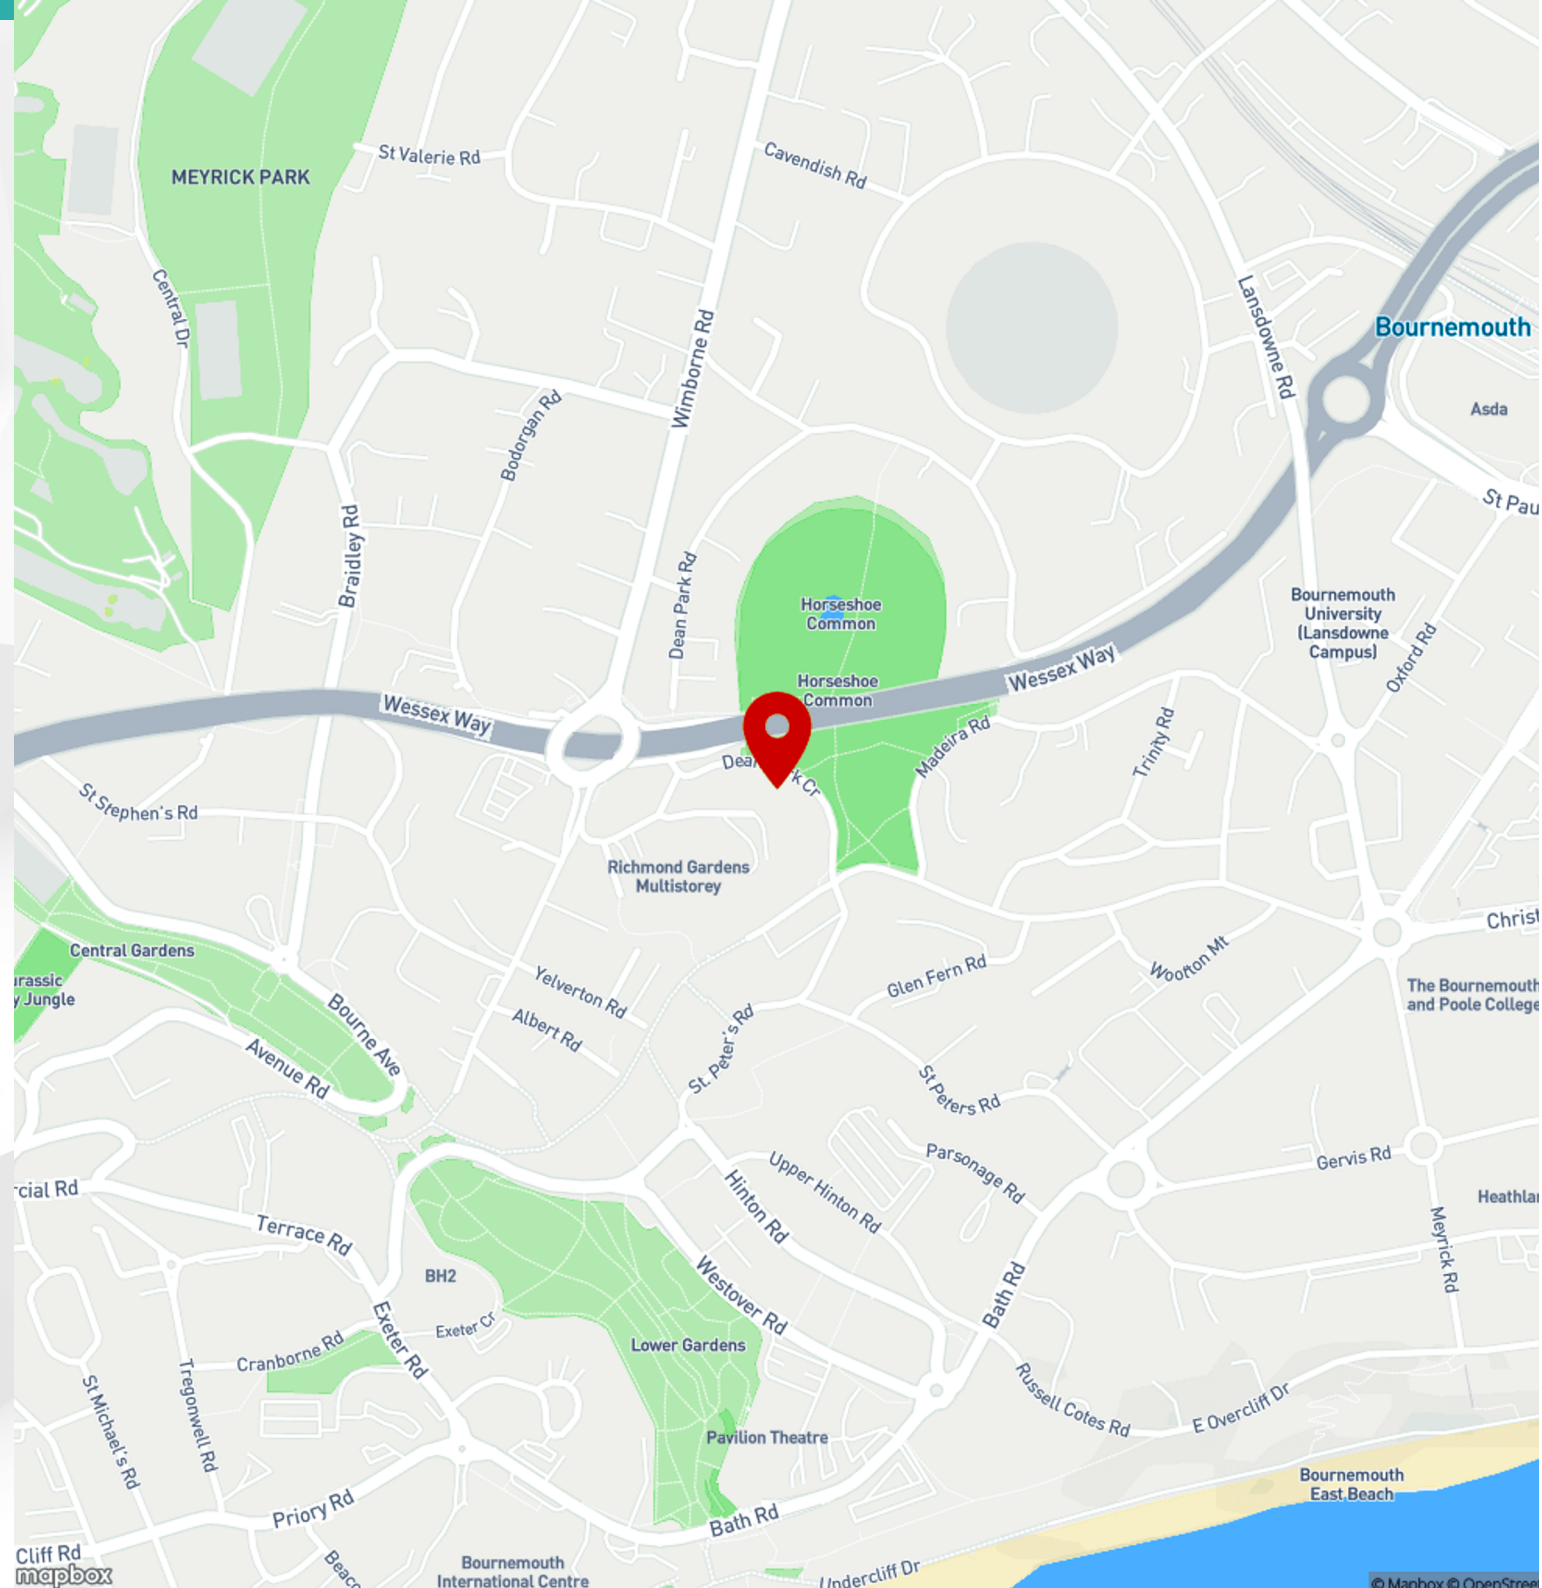 MEYRICK PARK
St Valerie Rd
Cavendish Rd
Central Dr
Wimborne Rd
Lansdowne Rd
Bournemouth
Asda
Bodorgan Rd
St Pau
Braidley Rd
Dean Park Rd
Horseshoe
Common
Bournemouth
University
(Lansdowne
Campus)
Oxford Rd
Horseshoe
Common
Wessex Way
Wessex Way
Madeira Rd
Trinity Rd
Dea
k Cr
St Stephen's Rd
Richmond Gardens
Multistorey
Central Gardens
Christ
urassic
y Jungle
Yelverton Rd
Glen Fern Rd
Wootton Mt
The Bournemouth
and Poole College
Bourne Ave
Albert Rd
Avenue Rd
St. Peter's Rd
St Peters Rd
Parsonage Rd
Upper Hinton Rd
Gervis Rd
rcial Rd
Hinton Rd
Heathla
Terrace Rd
Meyrick Rd
BH2
Westover Rd
Bath Rd
Exeter Rd
Exeter Cr
Cranborne Rd
Lower Gardens
Tregonwell Rd
St Michael's Rd
Russell Cotes Rd
E Overcliff Dr
Pavilion Theatre
Bournemouth
East Beach
Priory Rd
Bath Rd
Cliff Rd
Beac
Bournemouth
International Centre
Undercliff Dr
mapbox
© Mapbox © OpenStree